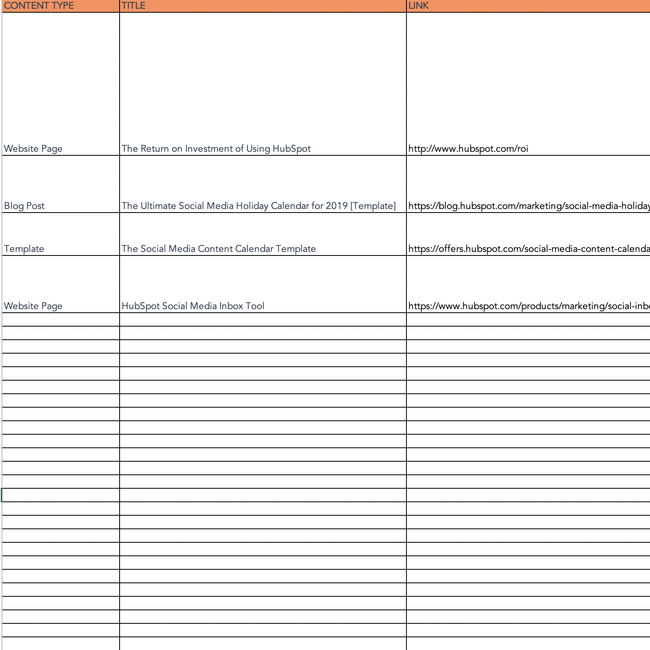 CONTENT TYPE TITLE LINK
Website Page The Return on Investment of Using HubSpot http://www.hubspot.com/roi
Blog Post The Ultimate Social Media Holiday Calendar for 2019 [Template] https://blog.hubspot.com/marketing/social-media-holiday
Template The Social Media Content Calendar Template https://offers.hubspot.com/social-media-content-calenda
Website Page HubSpot Social Media Inbox Tool https://www.hubspot.com/products/marketing/social-inbo